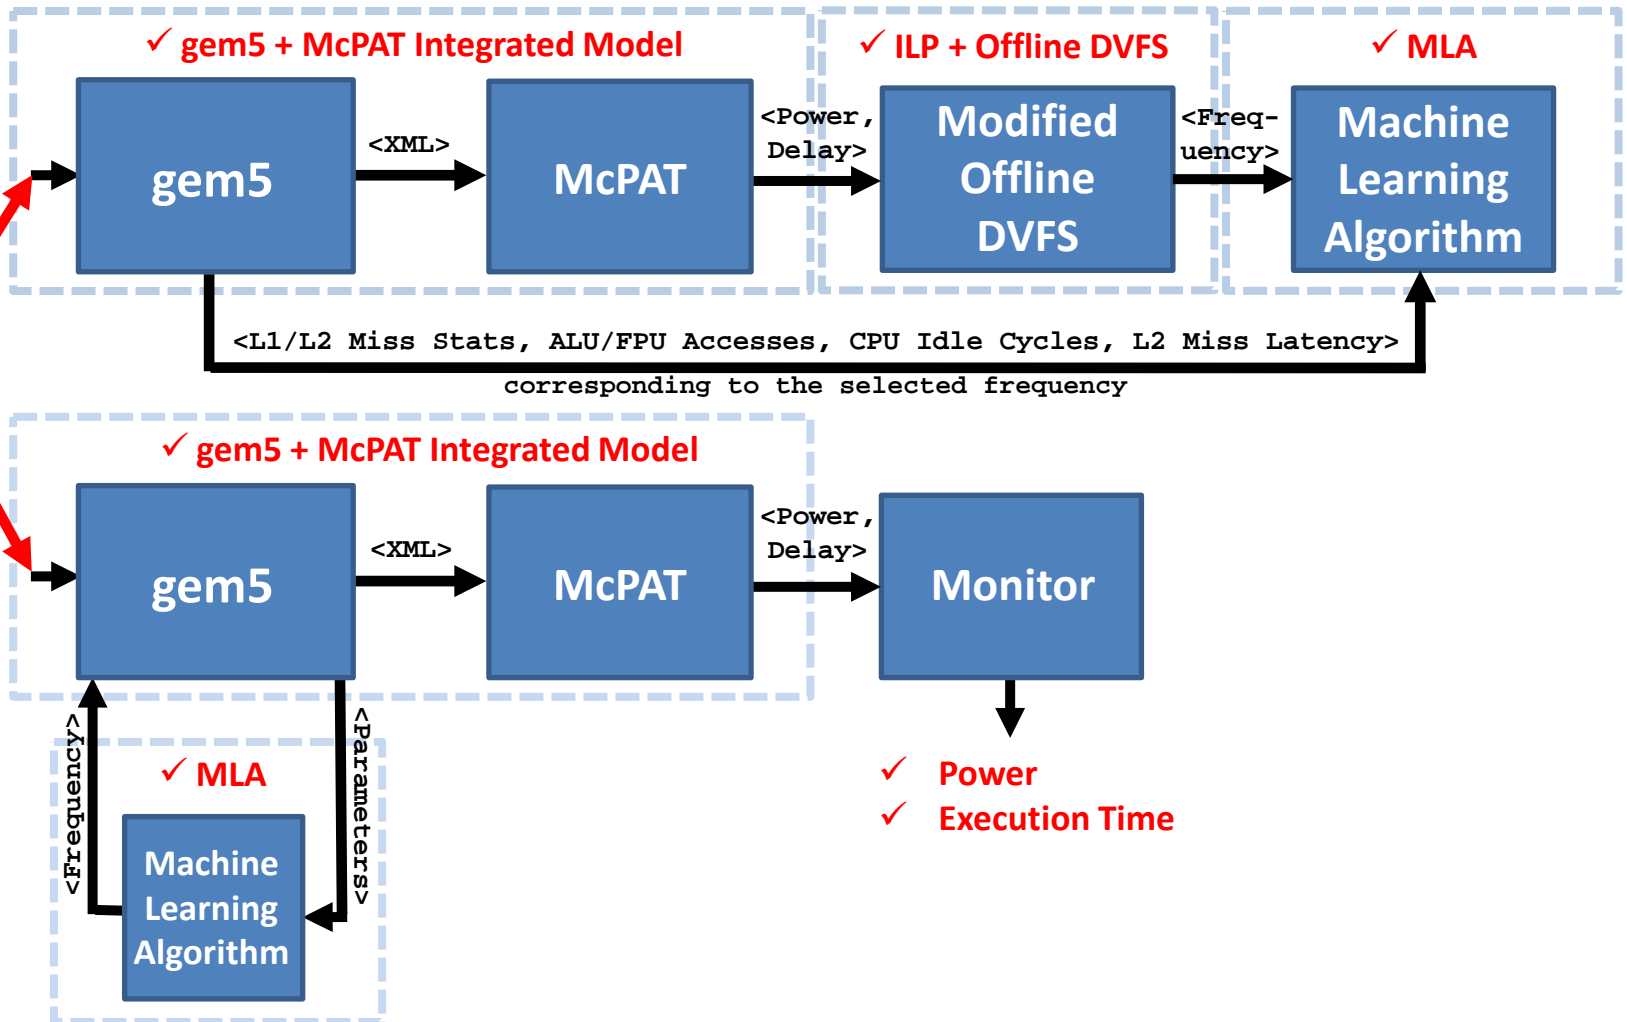 ✓ gem5 + McPAT Integrated Model
✓ ILP + Offline DVFS
✓ MLA
gem5
<XML>
McPAT
<Power,
Delay>
Modified
Offline
DVFS
<Freq-
uency>
Machine
Learning
Algorithm
<L1/L2 Miss Stats, ALU/FPU Accesses, CPU Idle Cycles, L2 Miss Latency>
corresponding to the selected frequency
✓ gem5 + McPAT Integrated Model
gem5
<XML>
McPAT
<Power,
Delay>
Monitor
<Frequency>
<Parameters>
✓ MLA
Machine
Learning
Algorithm
✓ Power
✓ Execution Time